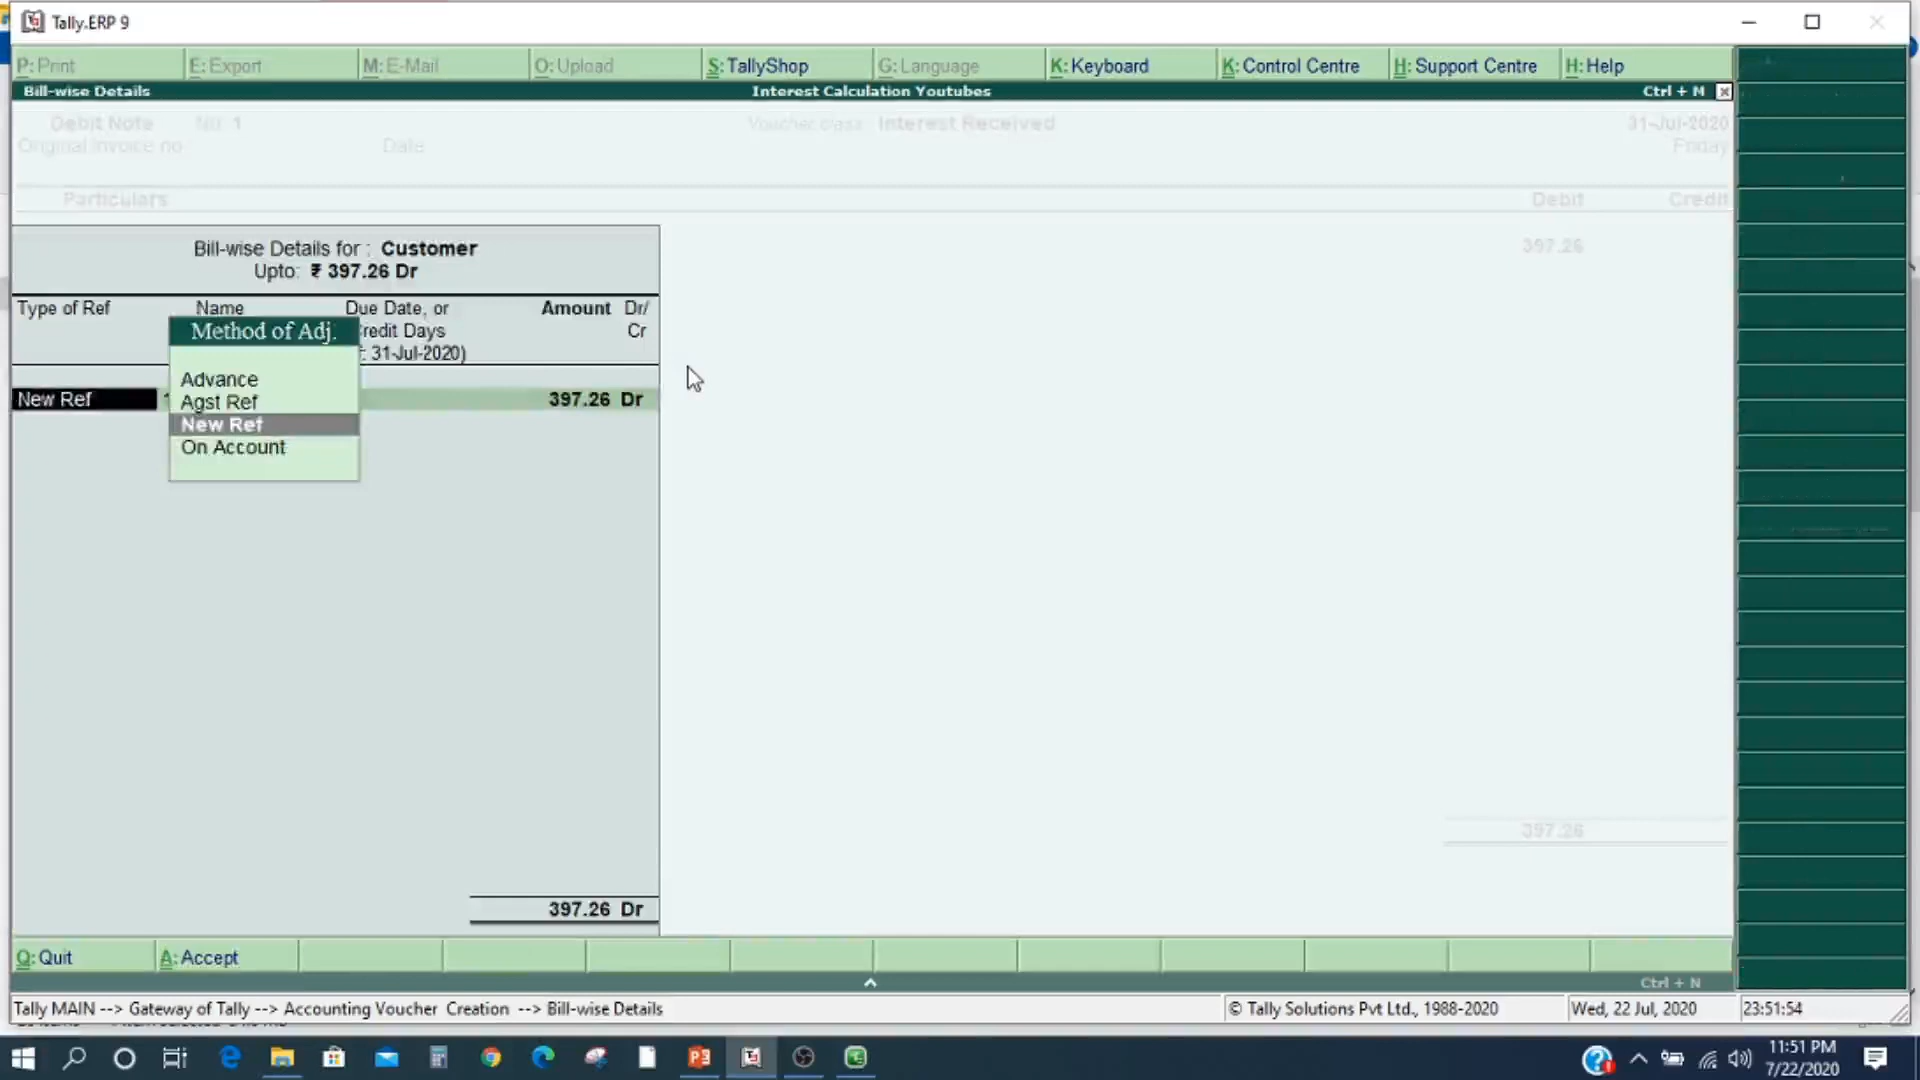 Tally.ERP 9
P: Print E: Export M: E-Mail O: Upload S: TallyShop G: Language K: Keyboard K: Control Centre H: Support Centre H: Help
Bill-wise Details Interest Calculation Youtubes Ctrl + M
Debit Note No. 1 Voucher class: Interest Received 31-Jul-2020
Original Invoice no Date Friday
Particulars Debit Credit
397.26
Bill-wise Details for : Customer
Upto: ₹ 397.26 Dr
Type of Ref Name Due Date, or Amount Dr/
Method of Adj. Credit Days Cr
31-Jul-2020)
Advance
New Ref Agst Ref 397.26 Dr
New Ref
On Account
397.26
397.26 Dr
Q: Quit A: Accept
Ctrl + N
Tally MAIN --> Gateway of Tally --> Accounting Voucher Creation --> Bill-wise Details © Tally Solutions Pvt Ltd., 1988-2020 Wed, 22 Jul, 2020 23:51:54
11:51 PM
7/22/2020